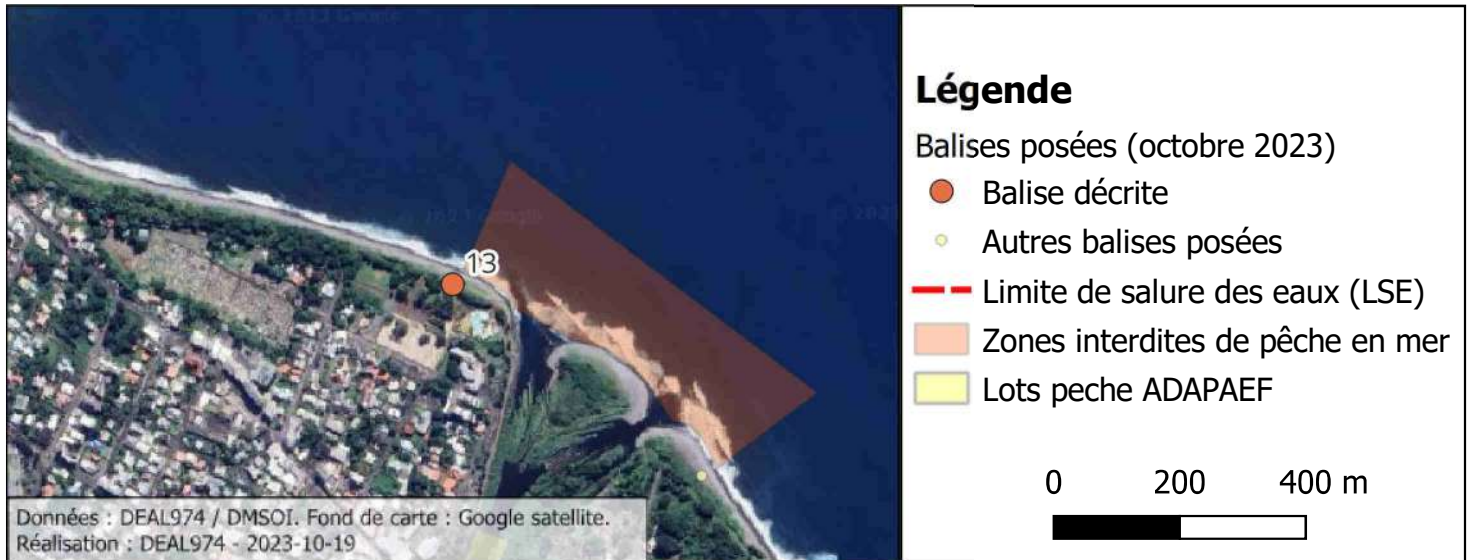 13
Données : DEAL974 / DMSOI. Fond de carte : Google satellite.
Réalisation : DEAL974 - 2023-10-19
Légende
Balises posées (octobre 2023)
Balise décrite
Autres balises posées
Limite de salure des eaux (LSE)
Zones interdites de pêche en mer
Lots peche ADAPAEF
0 200 400 m